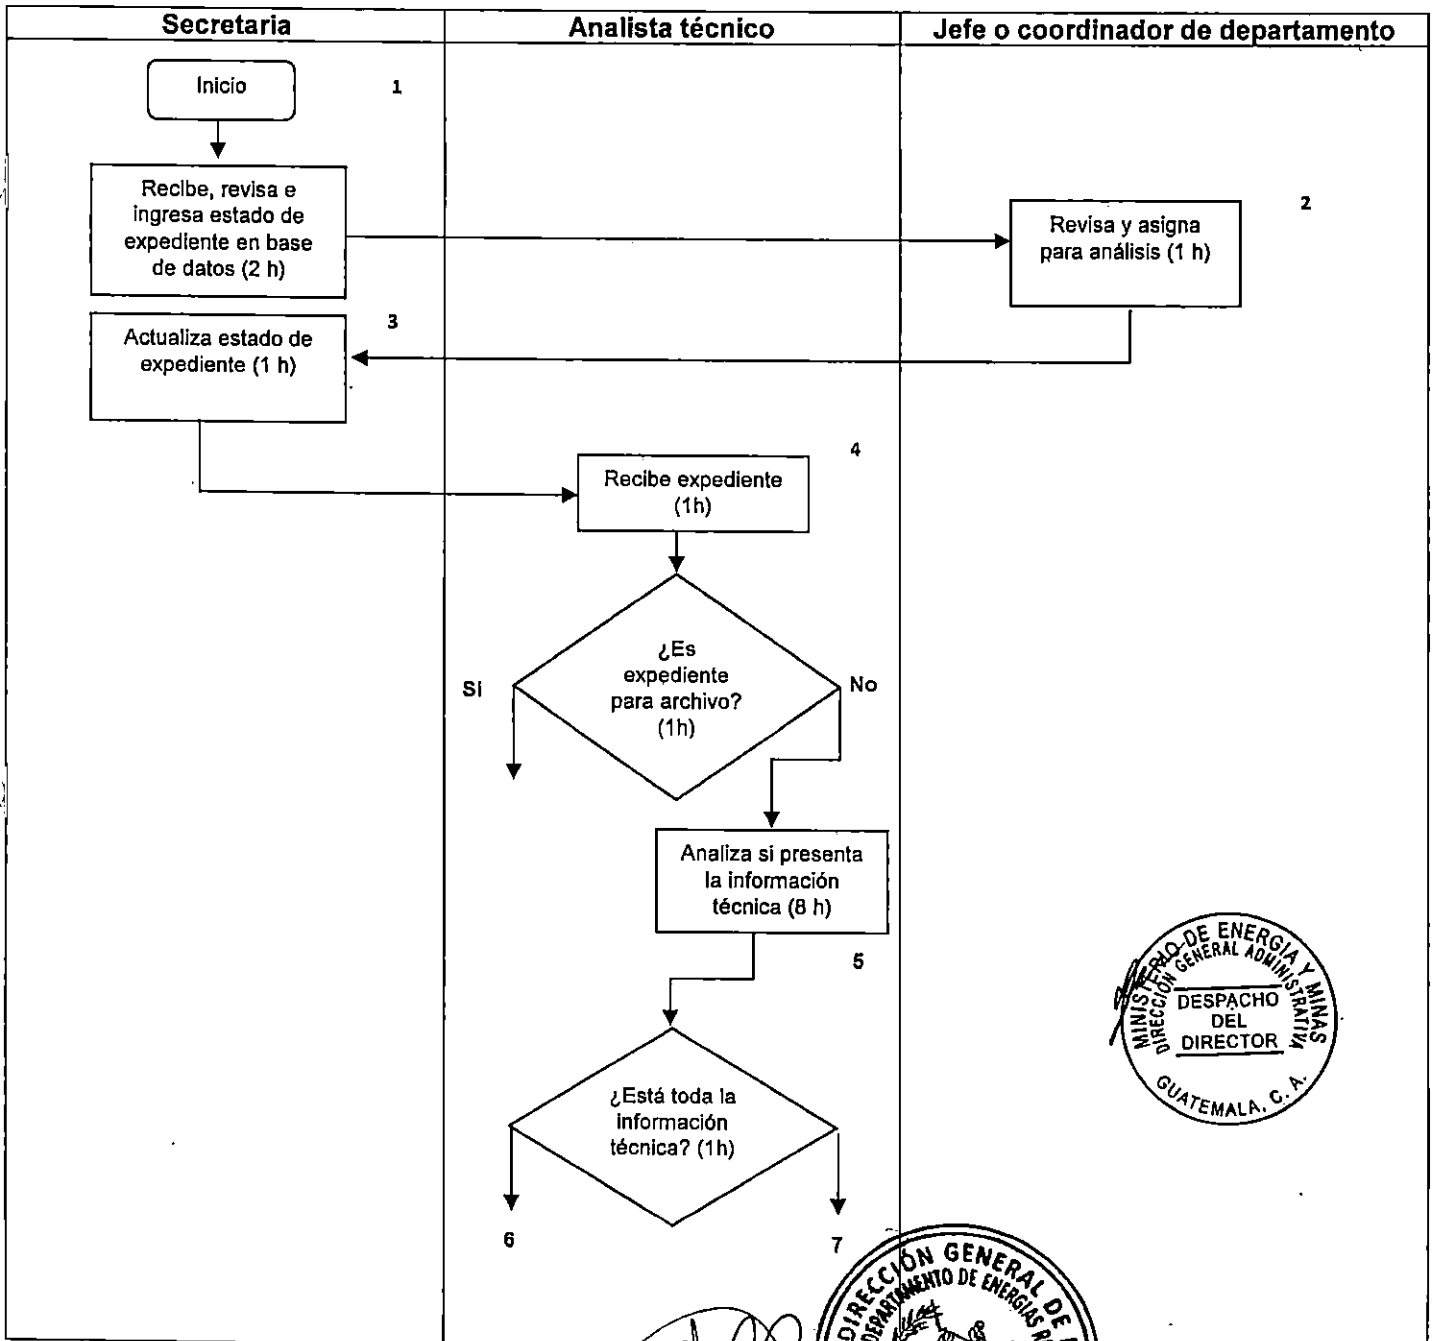 Secretaria
Analista técnico
Jefe o coordinador de departamento
Inicio
1
Recibe, revisa e
ingresa estado de
expediente en base
de datos (2 h)
2
Revisa y asigna
para análisis (1 h)
3
Actualiza estado de
expediente (1 h)
4
Recibe expediente
(1h)
¿Es
expediente
para archivo?
(1h)
Si
No
Analiza si presenta
la información
técnica (8 h)
5
¿Está toda la
información
técnica? (1h)
6
7
MINISTERIO DE ENERGIA Y MINAS
DIRECCIÓN GENERAL ADMINISTRATIVA
DESPACHO
DEL
DIRECTOR
GUATEMALA, C. A.
DIRECCIÓN GENERAL DE
DEPARTAMENTO DE ENERGIAS